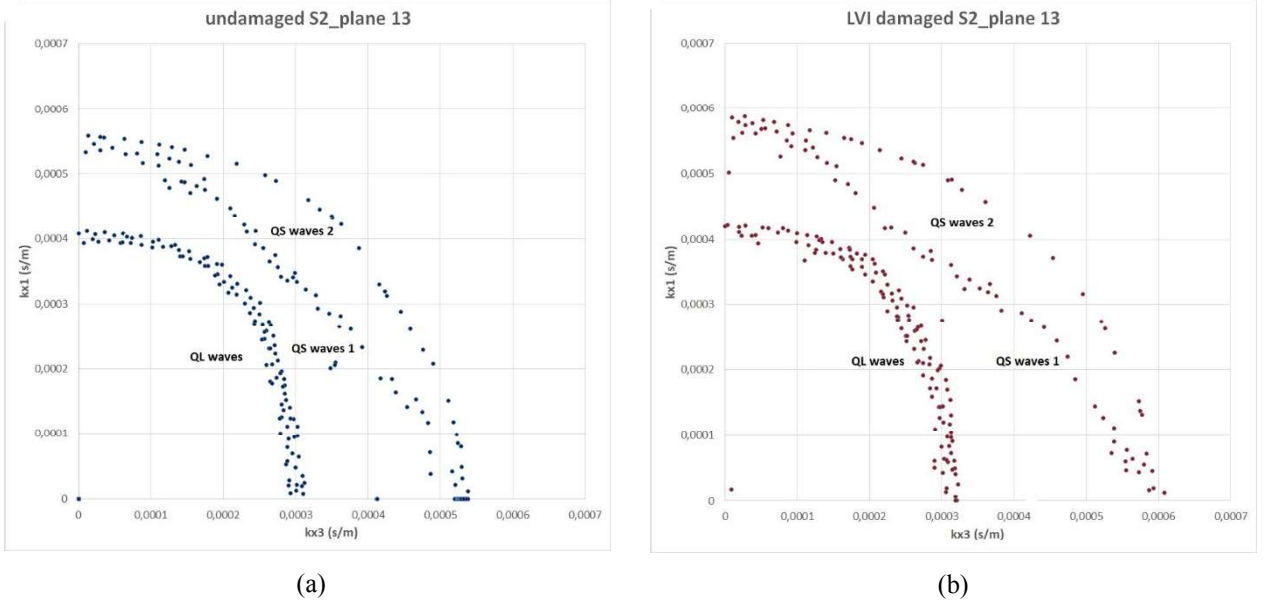 undamaged S2_plane 13
0,0007
0,0006
0,0005
0,0004
0,0003
0,0002
0,0001
0
kx1 (s/m)
QS waves 2
QS waves 1
QL waves
0 0,0001 0,0002 0,0003 0,0004 0,0005 0,0006 0,0007
kx3 (s/m)
(a)
LVI damaged S2_plane 13
0,0007
0,0006
0,0005
0,0004
0,0003
0,0002
0,0001
0
kx1 (s/m)
QS waves 2
QL waves QS waves 1
0 0,0001 0,0002 0,0003 0,0004 0,0005 0,0006 0,0007
kx3 (s/m)
(b)